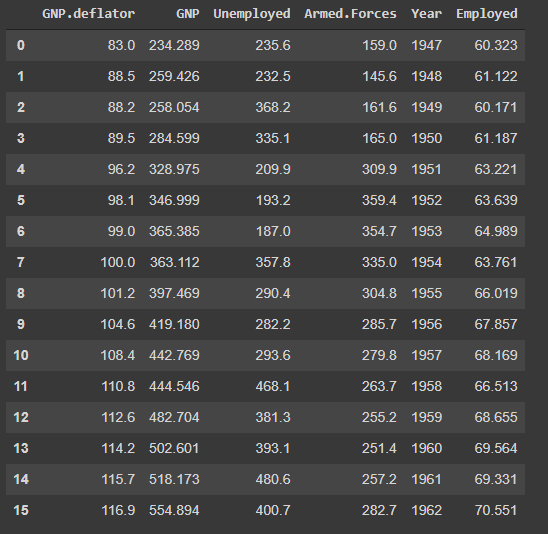 GNP.deflator GNP Unemployed Armed.Forces Year Employed
0 83.0 234.289 235.6 159.0 1947 60.323
1 88.5 259.426 232.5 145.6 1948 61.122
2 88.2 258.054 368.2 161.6 1949 60.171
3 89.5 284.599 335.1 165.0 1950 61.187
4 96.2 328.975 209.9 309.9 1951 63.221
5 98.1 346.999 193.2 359.4 1952 63.639
6 99.0 365.385 187.0 354.7 1953 64.989
7 100.0 363.112 357.8 335.0 1954 63.761
8 101.2 397.469 290.4 304.8 1955 66.019
9 104.6 419.180 282.2 285.7 1956 67.857
10 108.4 442.769 293.6 279.8 1957 68.169
11 110.8 444.546 468.1 263.7 1958 66.513
12 112.6 482.704 381.3 255.2 1959 68.655
13 114.2 502.601 393.1 251.4 1960 69.564
14 115.7 518.173 480.6 257.2 1961 69.331
15 116.9 554.894 400.7 282.7 1962 70.551